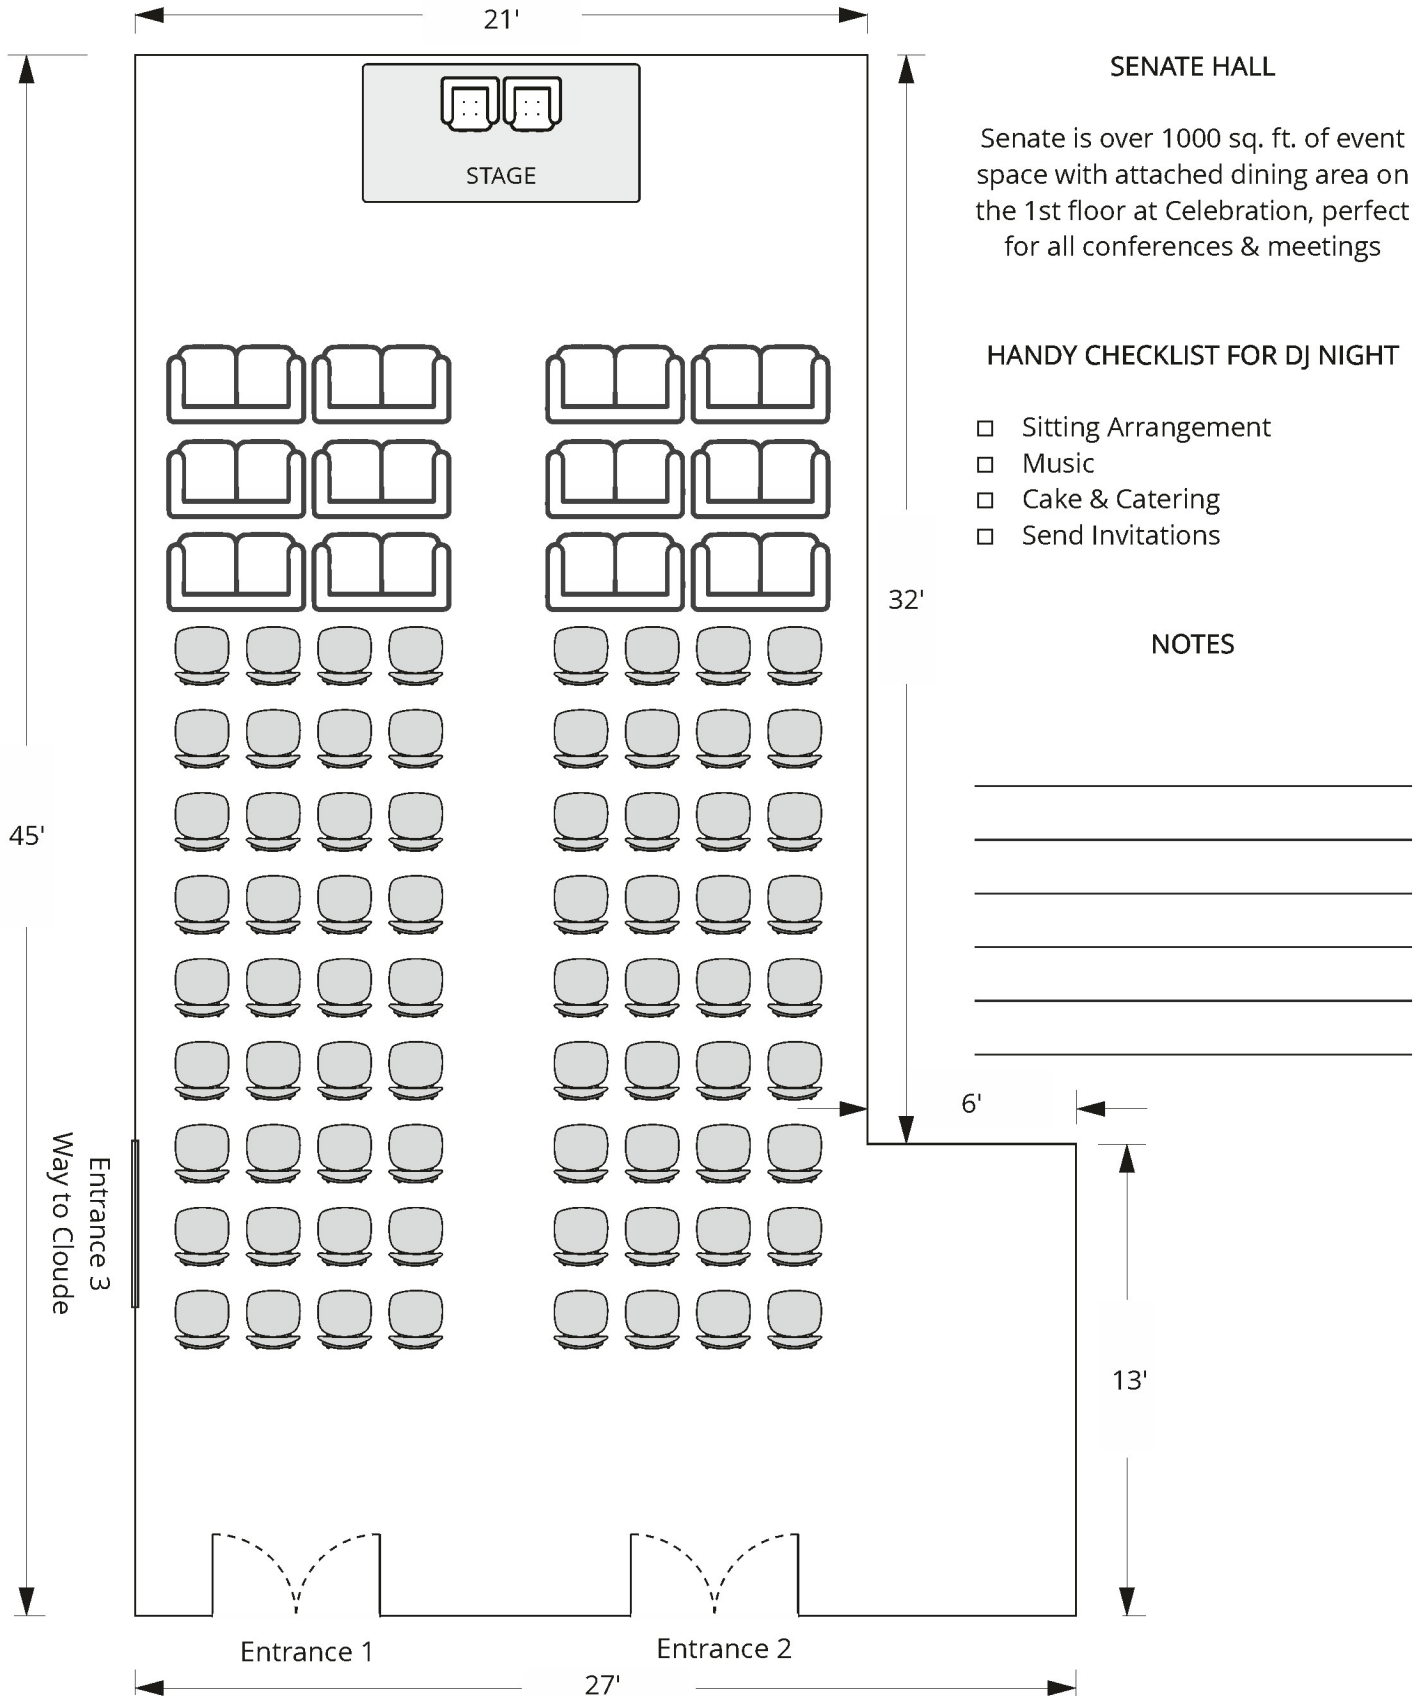 21'
SENATE HALL
Senate is over 1000 sq. ft. of event
space with attached dining area on
the 1st floor at Celebration, perfect
for all conferences & meetings
STAGE
HANDY CHECKLIST FOR DJ NIGHT
Sitting Arrangement
Music
Cake & Catering
Send Invitations
32'
NOTES
45'
6'
Entrance 3
Way to Cloude
13'
Entrance 1
Entrance 2
27'